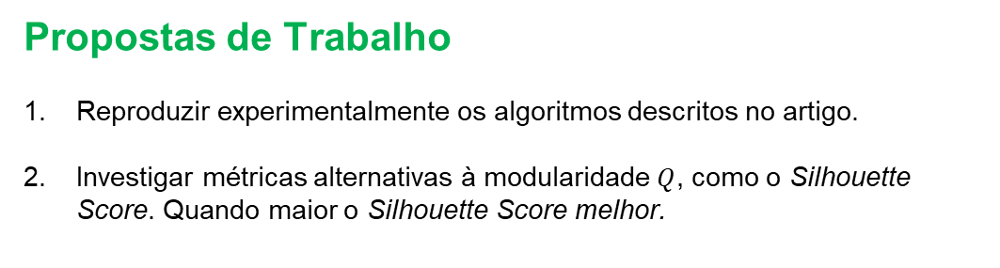 Propostas de Trabalho
1. Reproduzir experimentalmente os algoritmos descritos no artigo.
2. Investigar métricas alternativas à modularidade Q, como o Silhouette
Score. Quando maior o Silhouette Score melhor.